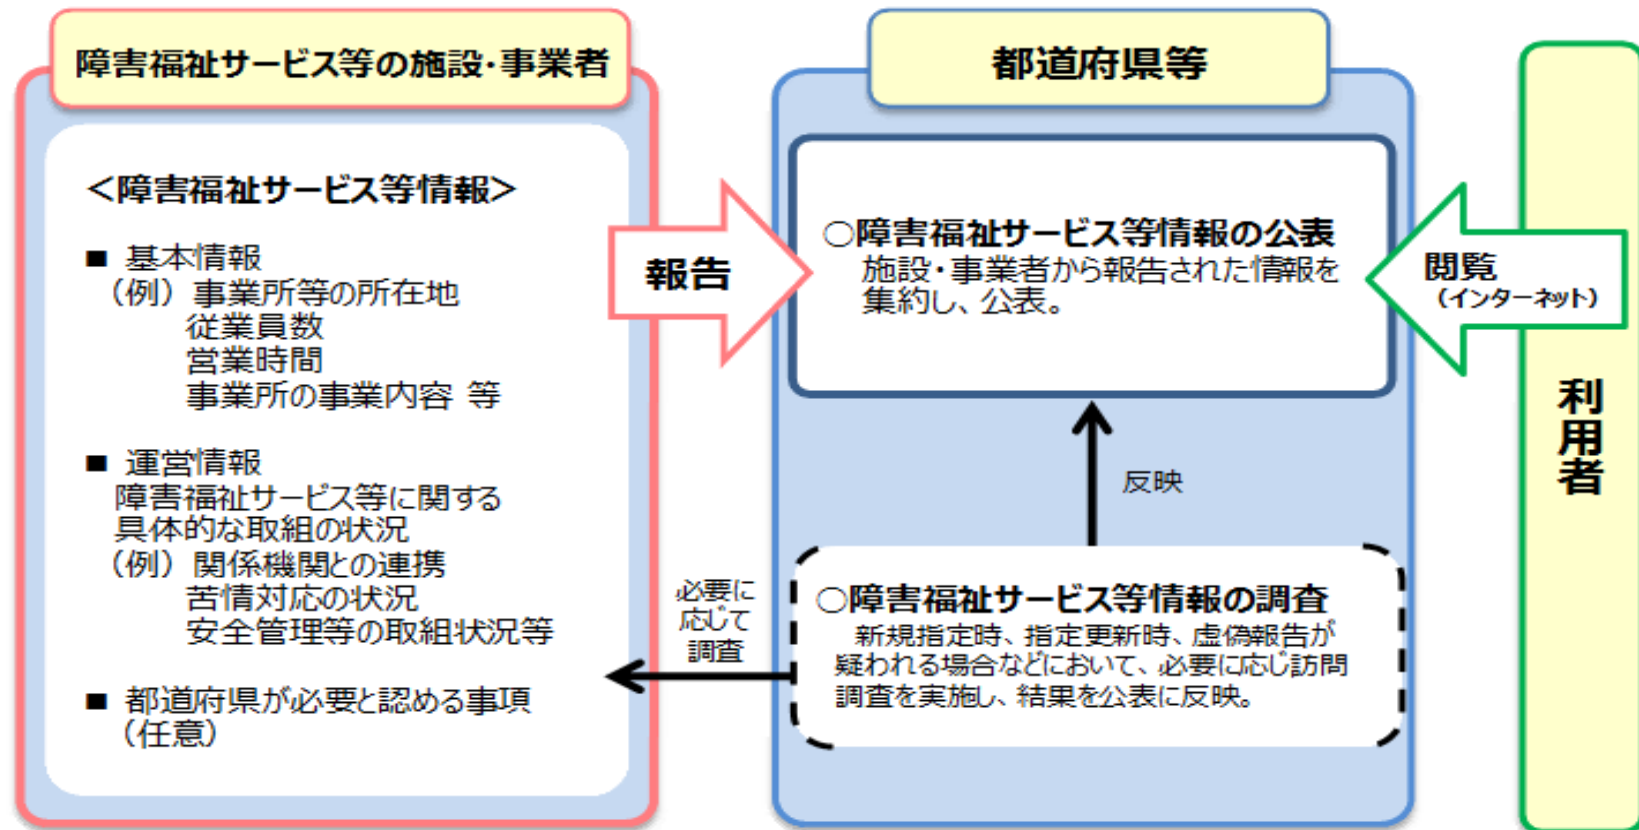 障害福祉サービス等の施設・事業者
＜障害福祉サービス等情報＞
■ 基本情報
（例）事業所等の所在地
従業員数
営業時間
事業所の事業内容 等
■ 運営情報
障害福祉サービス等に関する
具体的な取組の状況
（例）関係機関との連携
苦情対応の状況
安全管理等の取組状況等
■ 都道府県が必要と認める事項
（任意）
報告
必要に
応じて
調査
都道府県等
○障害福祉サービス等情報の公表
施設・事業者から報告された情報を
集約し、公表。
反映
○障害福祉サービス等情報の調査
新規指定時、指定更新時、虚偽報告が
疑われる場合などにおいて、必要に応じ訪問
調査を実施し、結果を公表に反映。
閲覧
（インターネット）
利用者